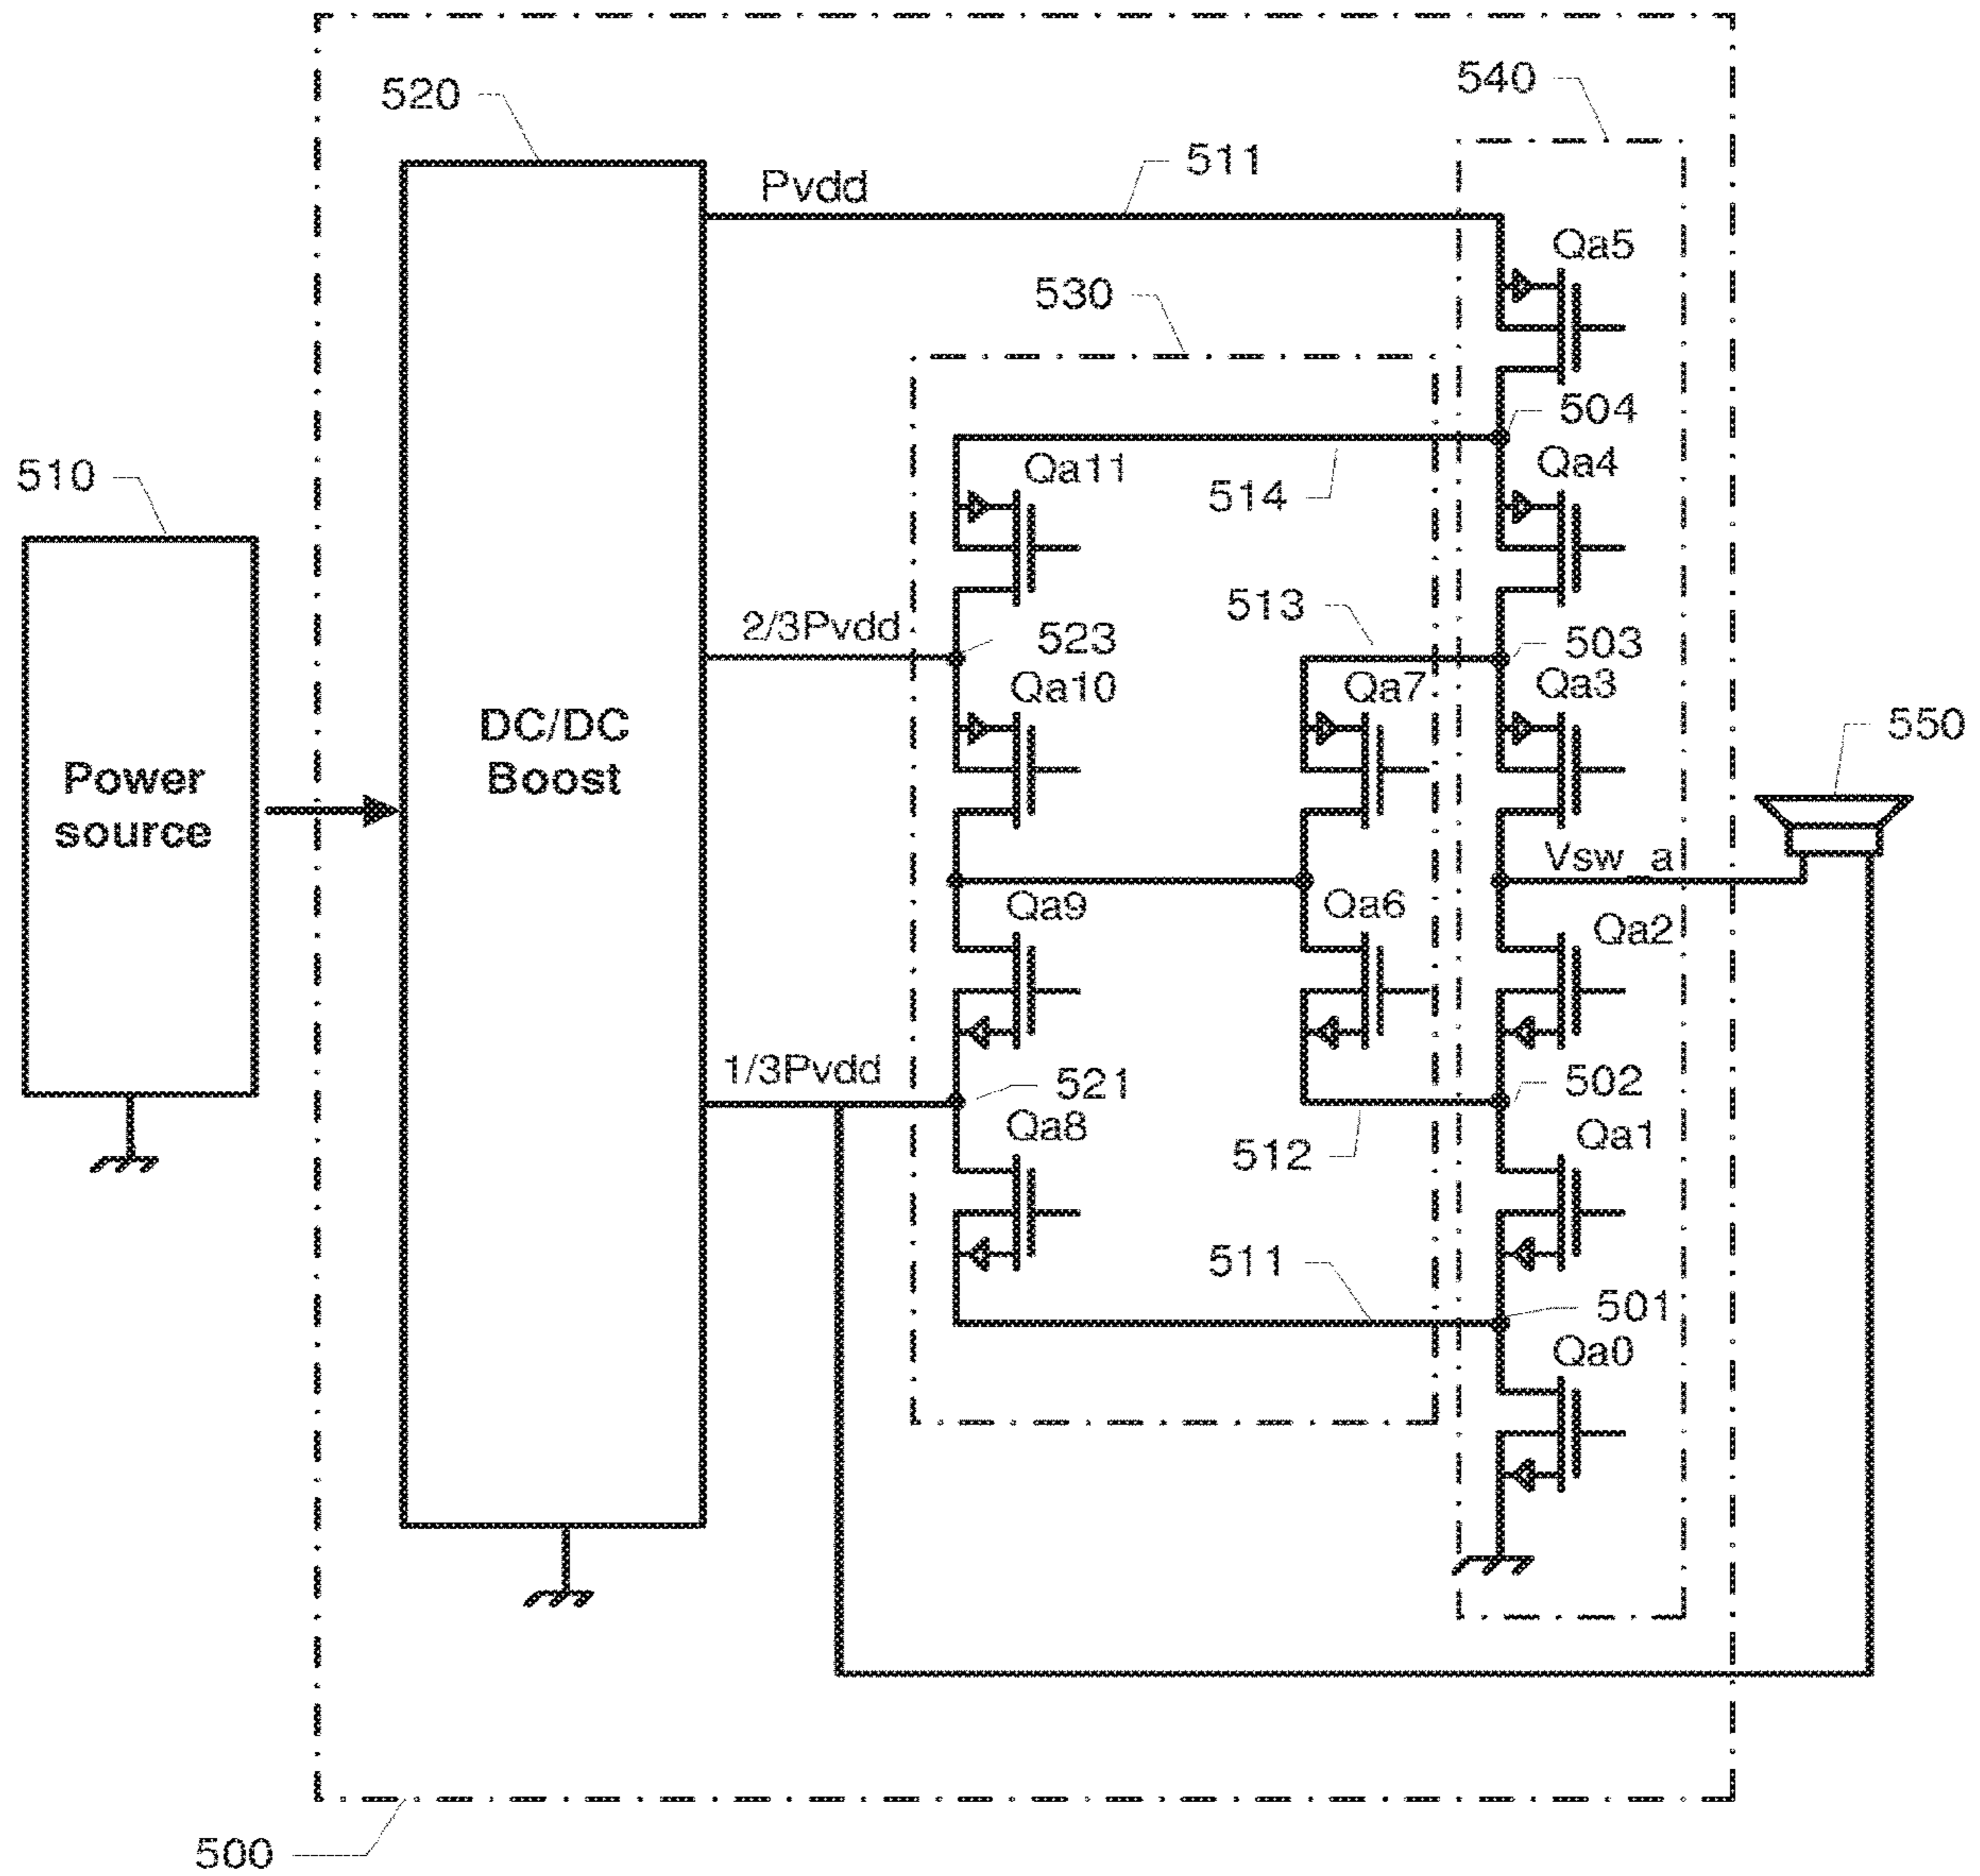 540
520
511
Pvdd
Qa5
530
504
Qa11
Qa4
510
514
513
2/3Pvdd
523
503
Qa10
Qa7
Qa3
DC/DC
Boost
550
Power
source
Vsw_a
Qa9
Qa6
Qa2
1/3Pvdd
521
502
Qa8
Qa1
512
511
501
Qa0
500